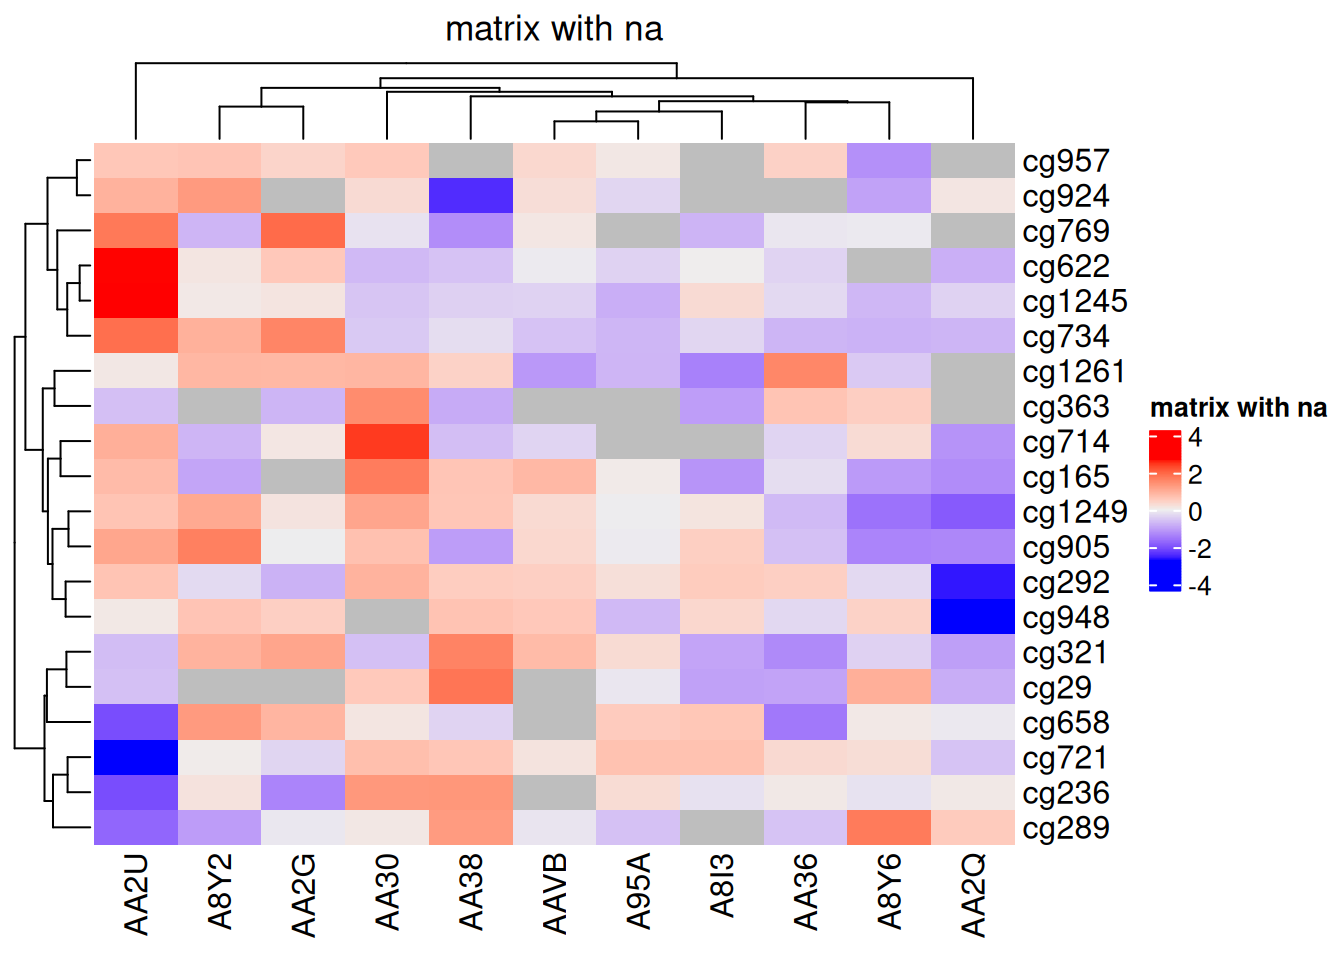 matrix with na
cg957
cg924
cg769
cg622
cg1245
cg734
cg1261
cg363
cg714
cg165
cg1249
cg905
cg292
cg948
cg321
cg29
cg658
cg721
cg236
cg289
matrix with na
4
2
0
-2
-4
AA2U
A8Y2
AA2G
AA30
AA38
AAVB
A95A
A8I3
AA36
A8Y6
AA2Q